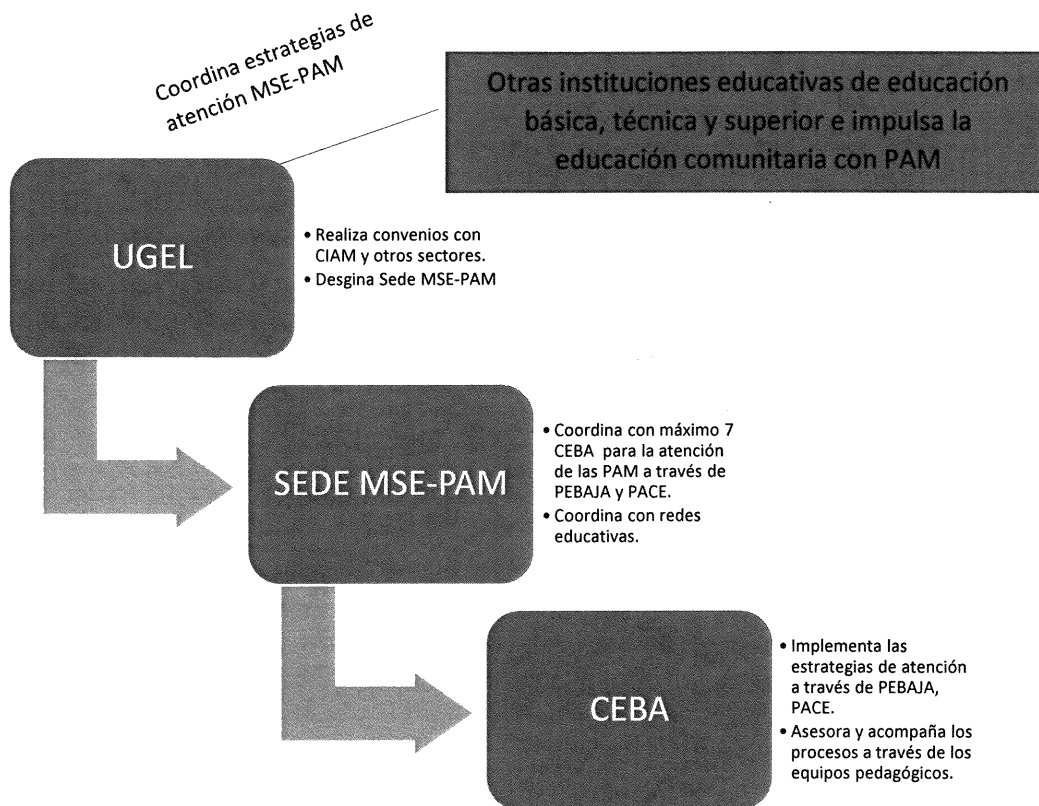 Coordina estrategias de
atención MSE-PAM
Otras instituciones educativas de educación
básica, técnica y superior e impulsa la
educación comunitaria con PAM
UGEL
• Realiza convenios con
CIAM y otros sectores.
• Desgina Sede MSE-PAM
SEDE MSE-PAM
• Coordina con máximo 7
CEBA para la atención
de las PAM a través de
PEBAJA y PACE.
• Coordina con redes
educativas.
CEBA
• Implementa las
estrategias de atención
a través de PEBAJA,
PACE.
• Asesora y acompaña los
procesos a través de los
equipos pedagógicos.